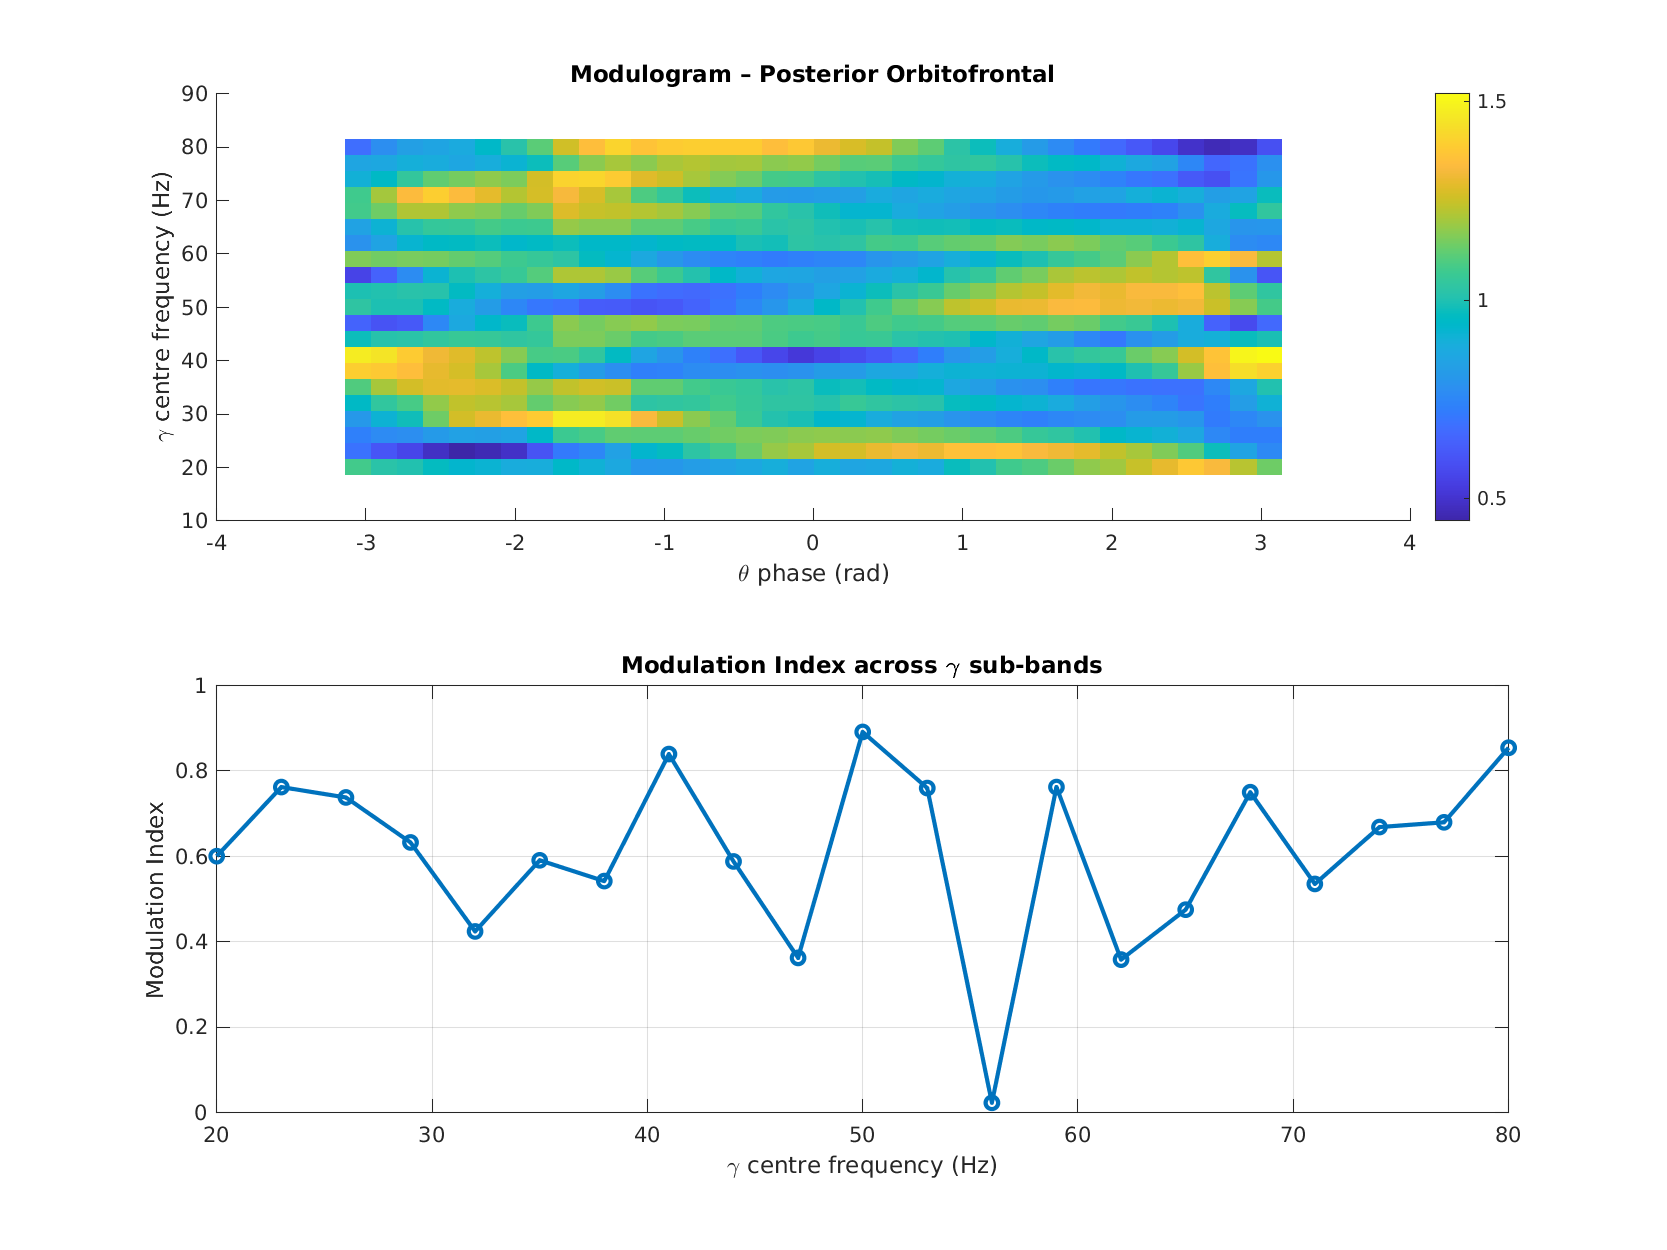 Modulogram – Posterior Orbitofrontal
90
80
70
60
50
40
30
20
10
γ centre frequency (Hz)
-4 -3 -2 -1 0 1 2 3 4
θ phase (rad)
1.5
1
0.5
Modulation Index across γ sub-bands
1
0.8
0.6
0.4
0.2
0
Modulation Index
20 30 40 50 60 70 80
γ centre frequency (Hz)